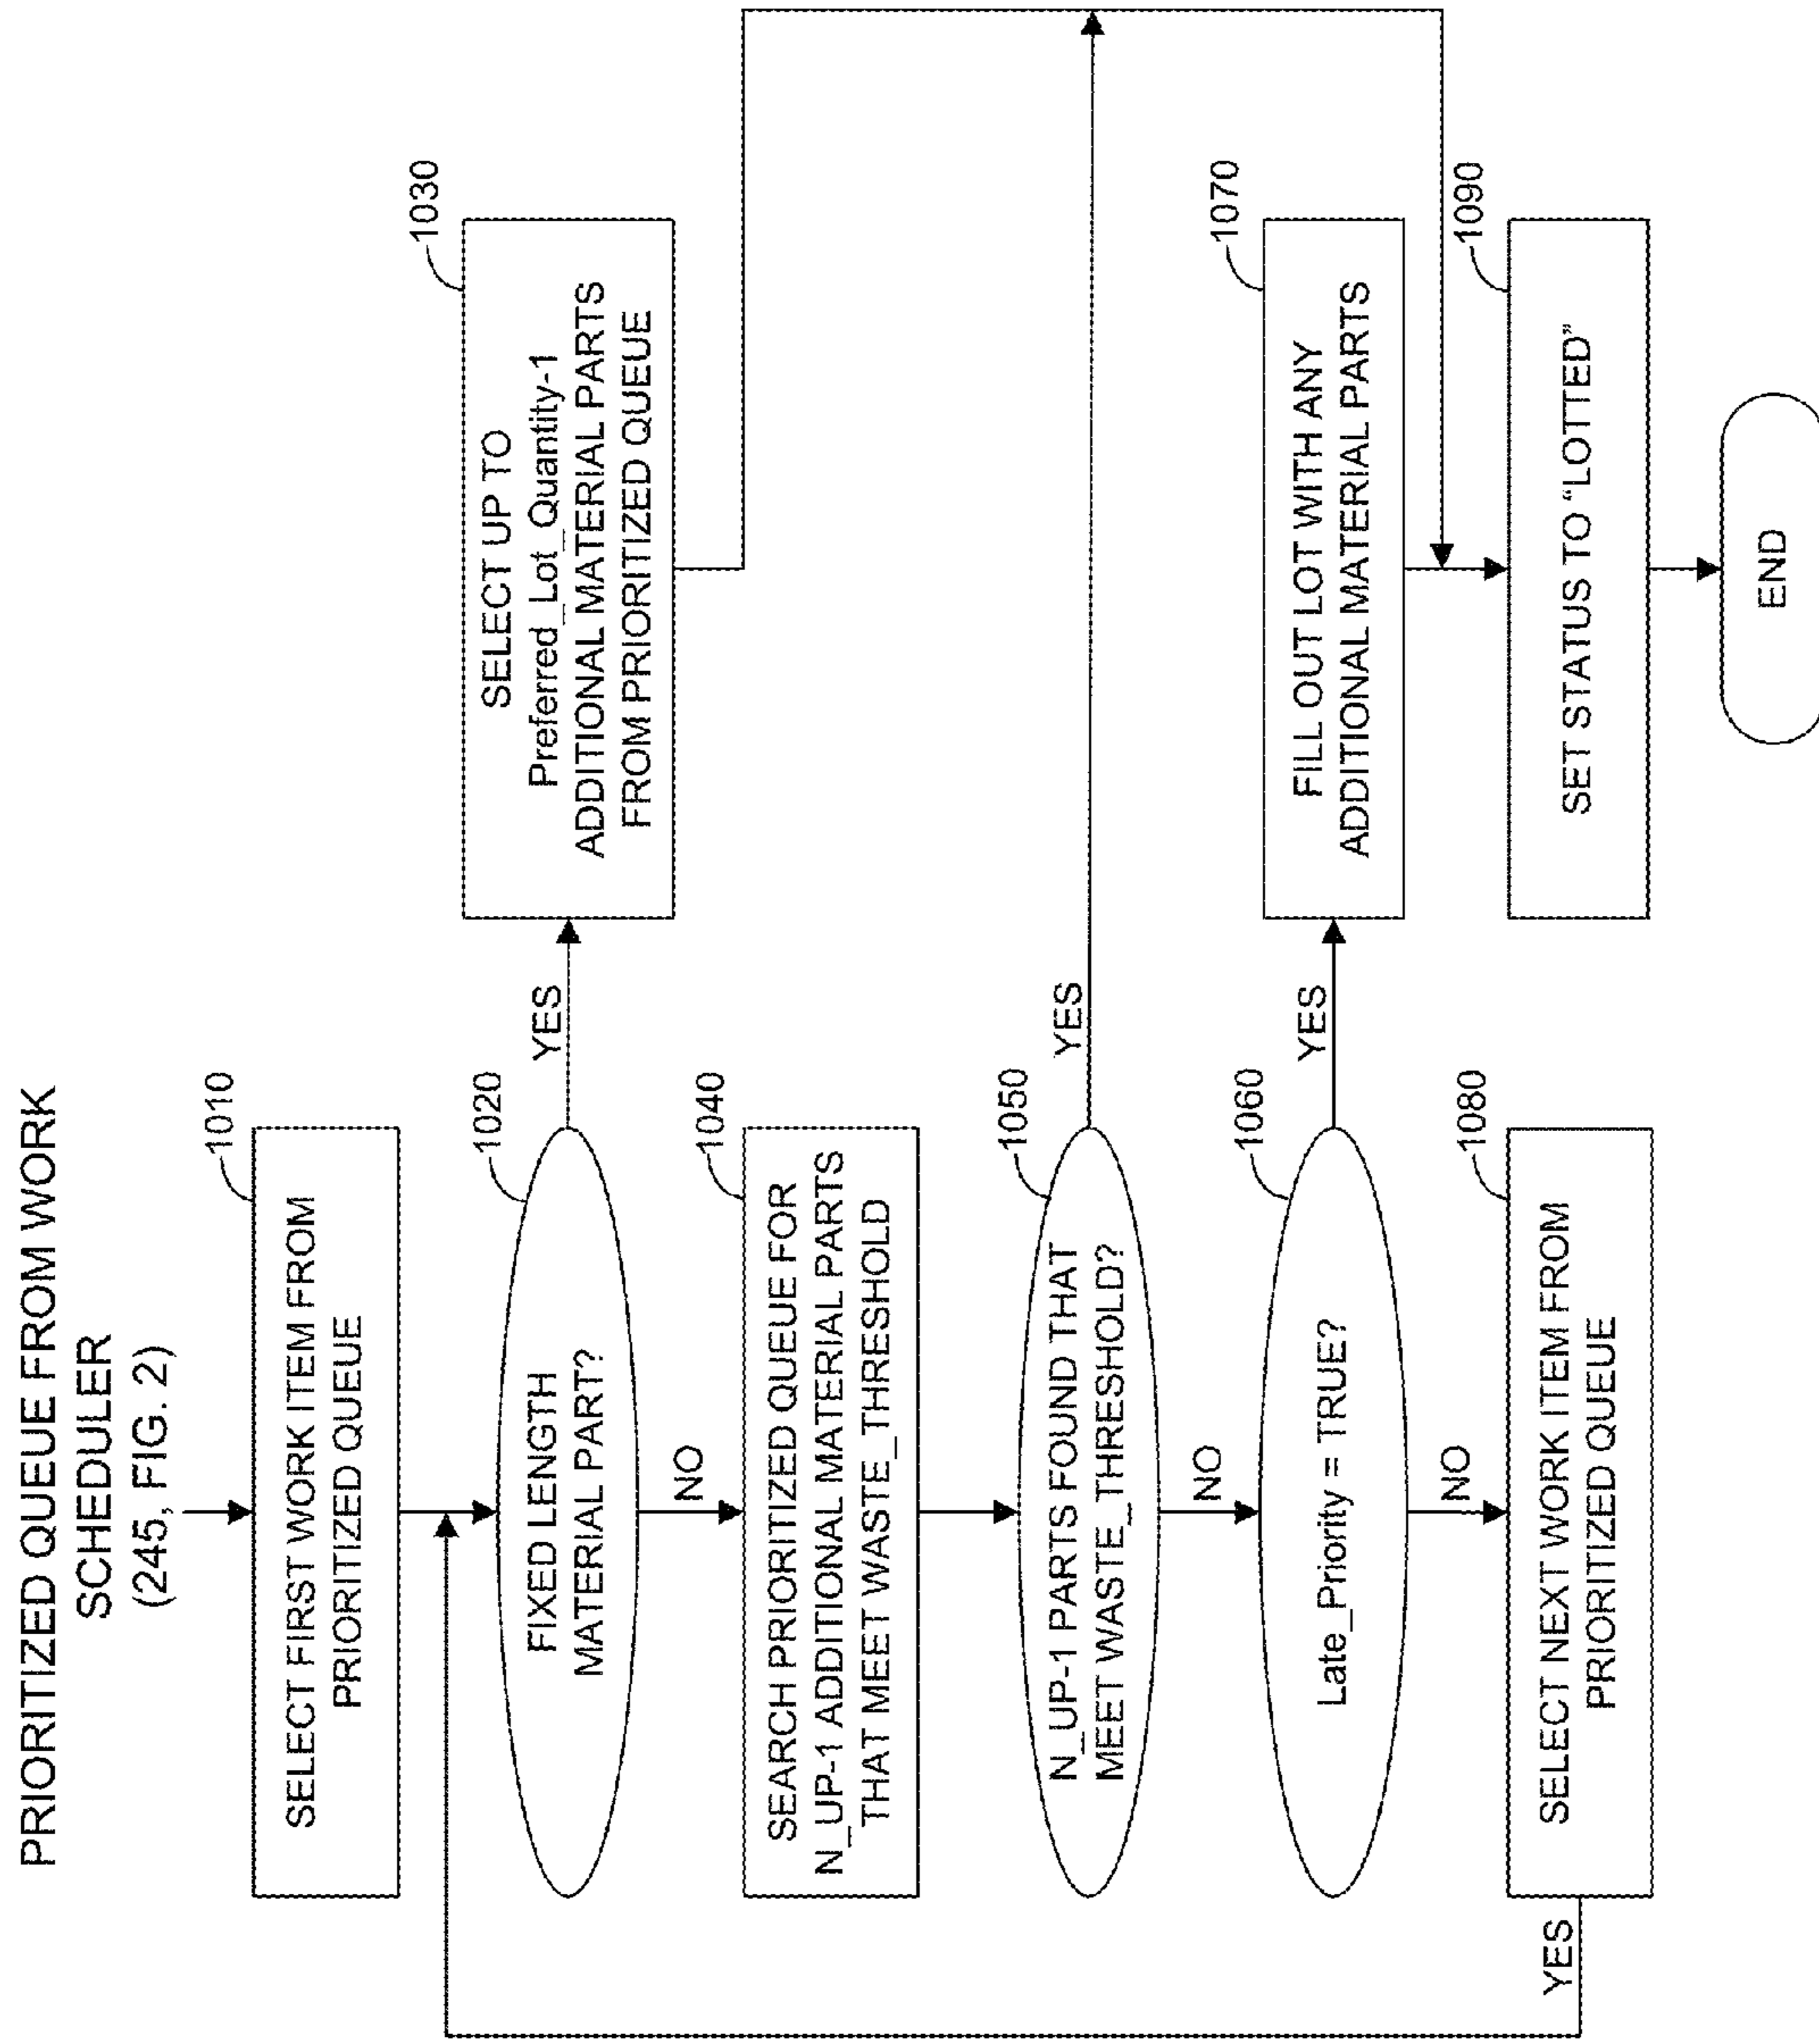 PRIORITIZED QUEUE FROM WORK
SCHEDULER
(245, FIG. 2)
1010
SELECT FIRST WORK ITEM FROM
PRIORITIZED QUEUE
1020
FIXED LENGTH
MATERIAL PART?
YES
1030
SELECT UP TO
Preferred_Lot_Quantity-1
ADDITIONAL MATERIAL PARTS
FROM PRIORITIZED QUEUE
NO
1040
SEARCH PRIORITIZED QUEUE FOR
N_UP-1 ADDITIONAL MATERIAL PARTS
THAT MEET WASTE_THRESHOLD
1050
N_UP-1 PARTS FOUND THAT
MEET WASTE_THRESHOLD?
YES
NO
1060
Late_Priority = TRUE?
YES
1070
FILL OUT LOT WITH ANY
ADDITIONAL MATERIAL PARTS
NO
1080
SELECT NEXT WORK ITEM FROM
PRIORITIZED QUEUE
YES
1090
SET STATUS TO "LOTTED"
END